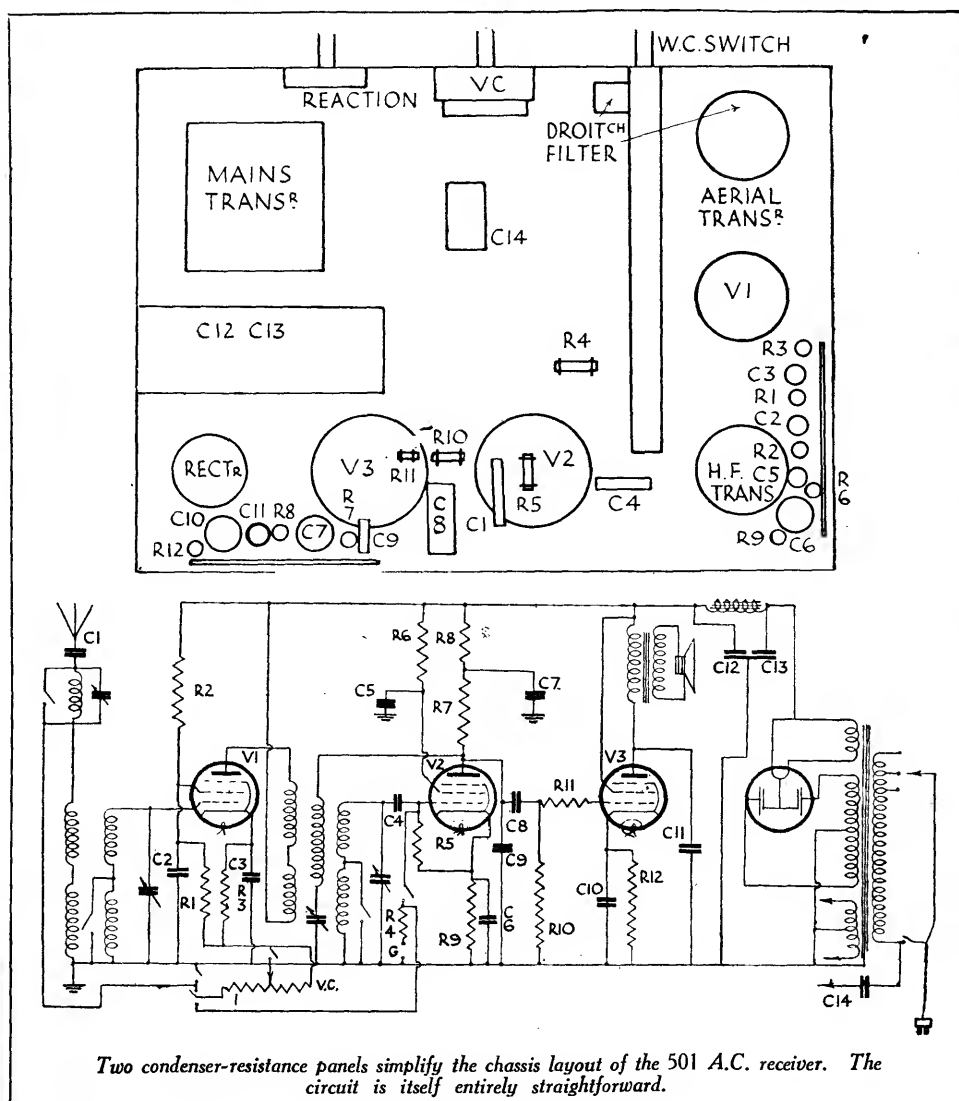 W.C. SWITCH
REACTION
VC
DROITCH
FILTER
MAINS
TRANSR
AERIAL
TRANSR
C14
V1
C12 C13
R4
R3
C3
R1
C2
R2
C5
R6
RECTR
V3
R10
R11
V2
R5
H.F.
TRANS
C10
C11
R8
C7
R7
C9
C8
C1
C4
R12
R9
C6
C1
R2
V1
C2
R1
C3
R3
V.C.
R6
R8
C5
R7
C7
V2
C4
R5
R4
G
R9
C6
C8
C9
R11
R10
V3
C10
R12
C11
C12
C13
C14
Two condenser-resistance panels simplify the chassis layout of the 501 A.C. receiver. The
circuit is itself entirely straightforward.